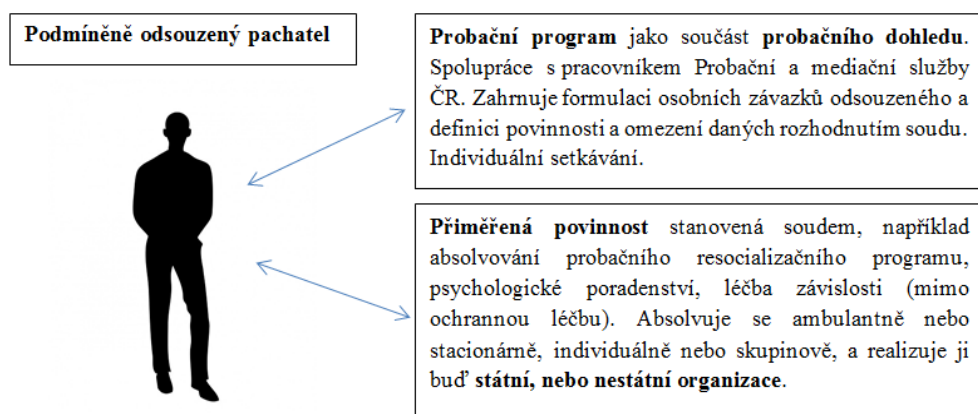 Podmíněně odsouzený pachatel
Probační program jako součást probačního dohledu.
Spolupráce s pracovníkem Probační a mediační služby
ČR. Zahrnuje formulaci osobních závazků odsouzeného a
definici povinnosti a omezení daných rozhodnutím soudu.
Individuální setkávání.
Přiměřená povinnost stanovená soudem, například
absolvování probačního resocializačního programu,
psychologické poradenství, léčba závislosti (mimo
ochrannou léčbu). Absolvuje se ambulantně nebo
stacionárně, individuálně nebo skupinově, a realizuje ji
buď státní, nebo nestátní organizace.